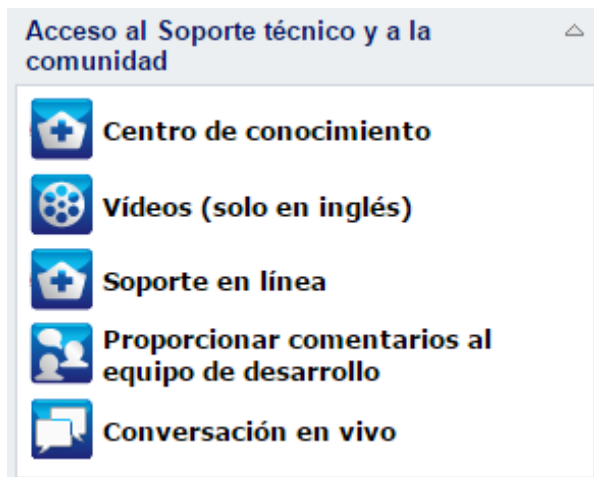 Acceso al Soporte técnico y a la
comunidad
Centro de conocimiento
Vídeos (solo en inglés)
Soporte en línea
Proporcionar comentarios al
equipo de desarrollo
Conversación en vivo